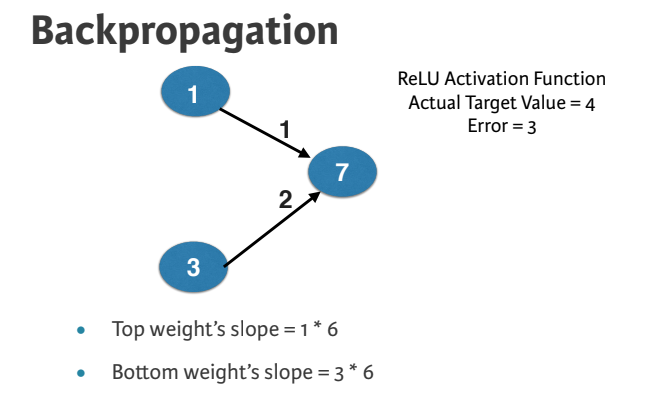 Backpropagation
ReLU Activation Function
Actual Target Value = 4
Error = 3
1
1
7
2
3
• Top weight's slope = 1 * 6
• Bottom weight's slope = 3 * 6